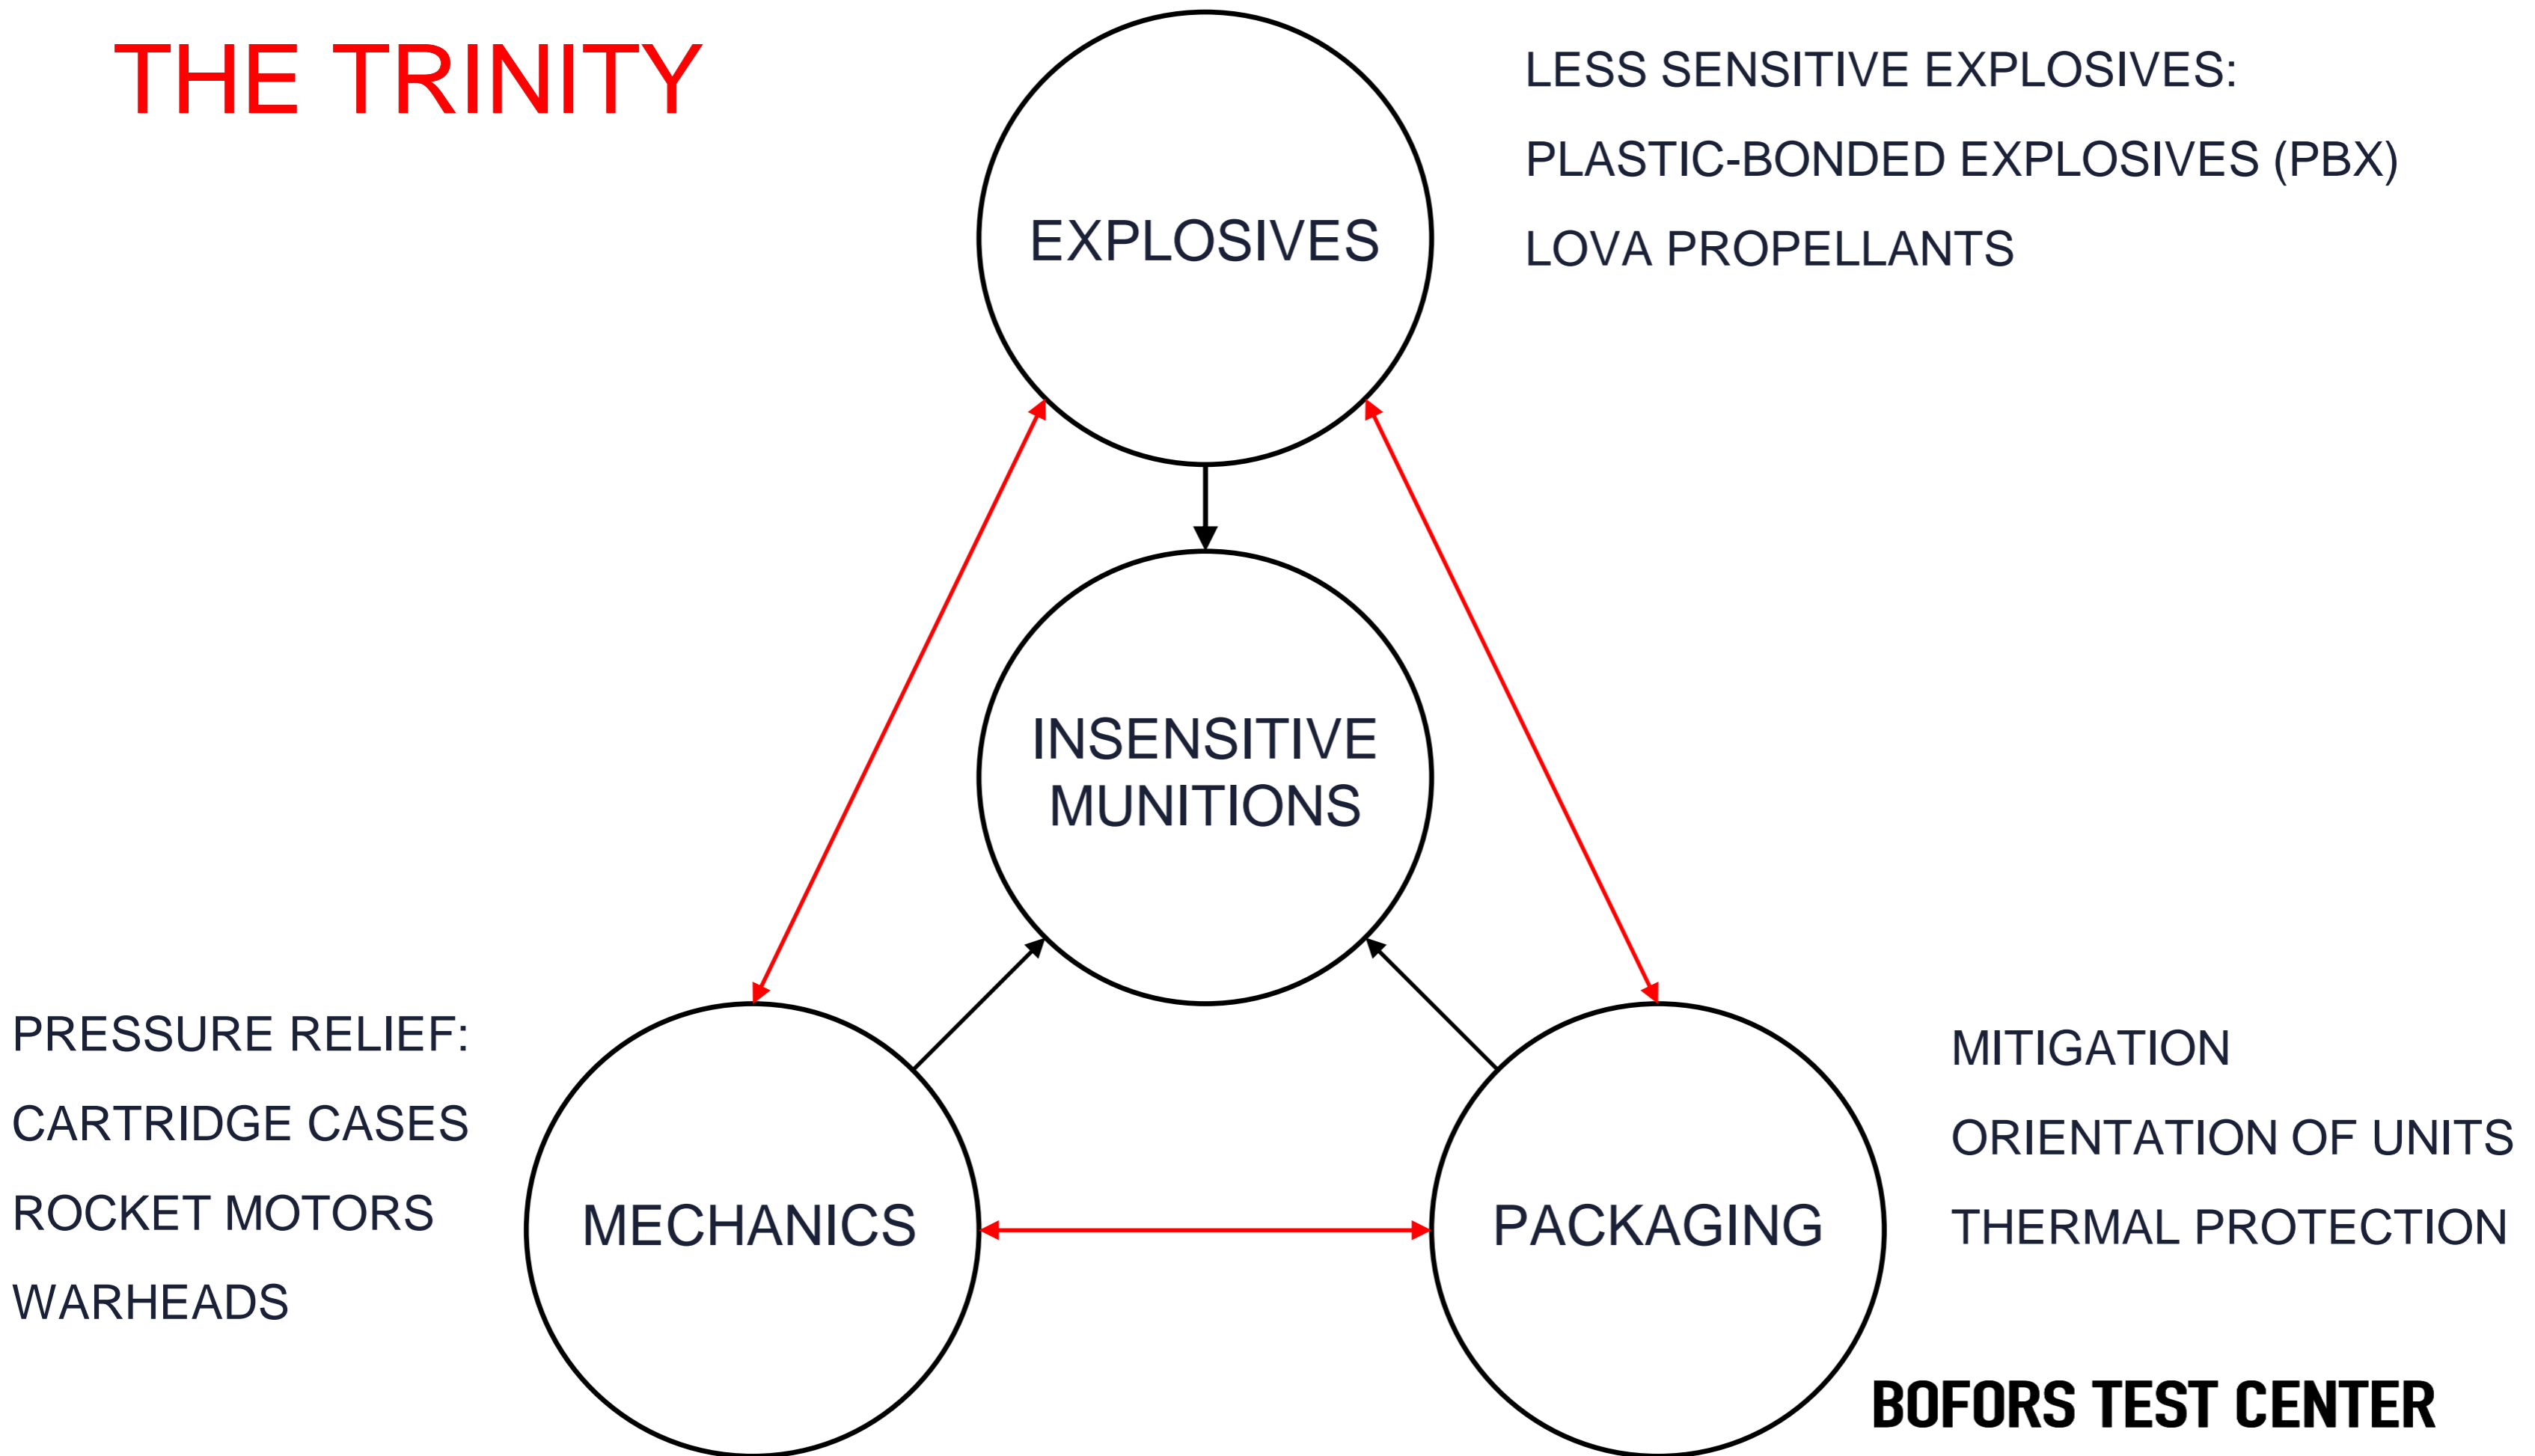 THE TRINITY
EXPLOSIVES
LESS SENSITIVE EXPLOSIVES:
PLASTIC-BONDED EXPLOSIVES (PBX)
LOVA PROPELLANTS
INSENSITIVE
MUNITIONS
PRESSURE RELIEF:
CARTRIDGE CASES
ROCKET MOTORS
WARHEADS
MECHANICS
PACKAGING
MITIGATION
ORIENTATION OF UNITS
THERMAL PROTECTION
BOFORS TEST CENTER